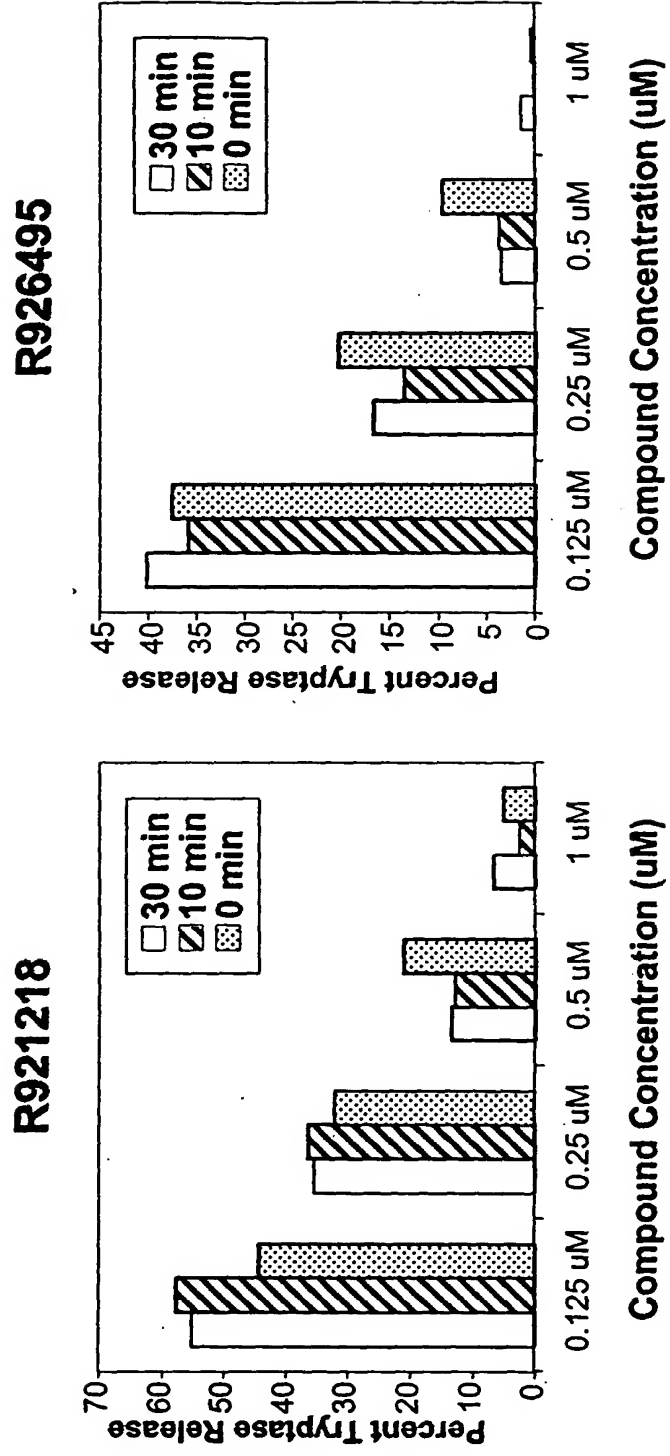 R921218
Percent Tryptase Release
70
60
50
40
30
20
10
0
30 min
10 min
0 min
0.125 uM
0.25 uM
0.5 uM
1 uM
Compound Concentration (uM)
R926495
Percent Tryptase Release
45
40
35
30
25
20
15
10
5
0
30 min
10 min
0 min
0.125 uM
0.25 uM
0.5 uM
1 uM
Compound Concentration (uM)